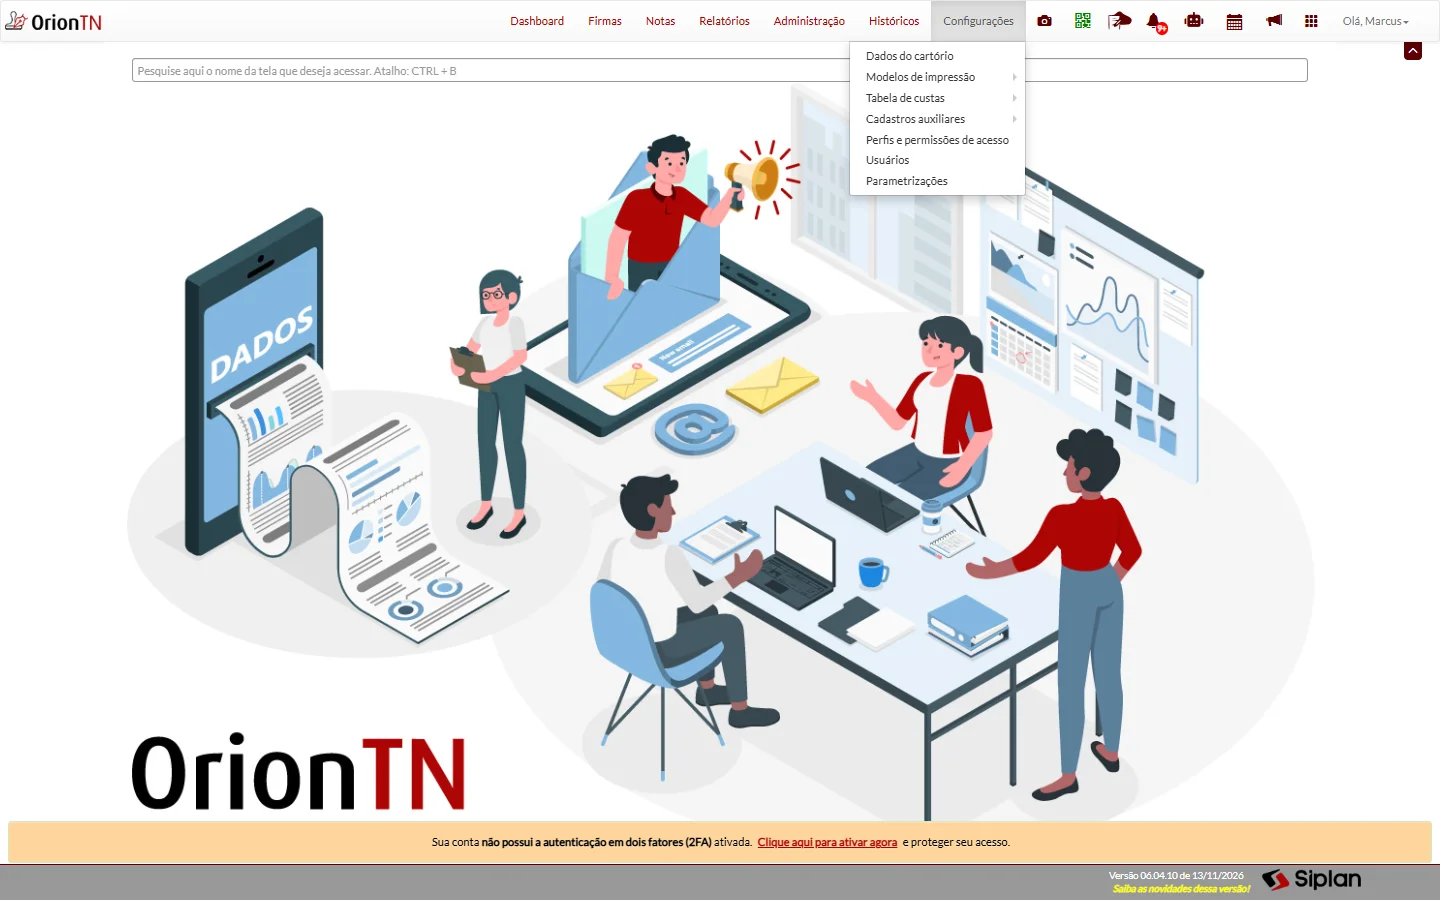 OrionTN
Dashboard
Firmas
Notas
Relatórios
Administração
Históricos
Configurações
9+
Olá, Marcus
Pesquise aqui o nome da tela que deseja acessar. Atalho: CTRL + B
Dados do cartório
Modelos de impressão
Tabela de custas
Cadastros auxiliares
Perfis e permissões de acesso
Usuários
Parametrizações
DADOS
New email
@
OrionTN
Sua conta não possui a autenticação em dois fatores (2FA) ativada. Clique aqui para ativar agora e proteger seu acesso.
Versão 06.04.10 de 13/11/2026
Saiba as novidades dessa versão!
Siplan